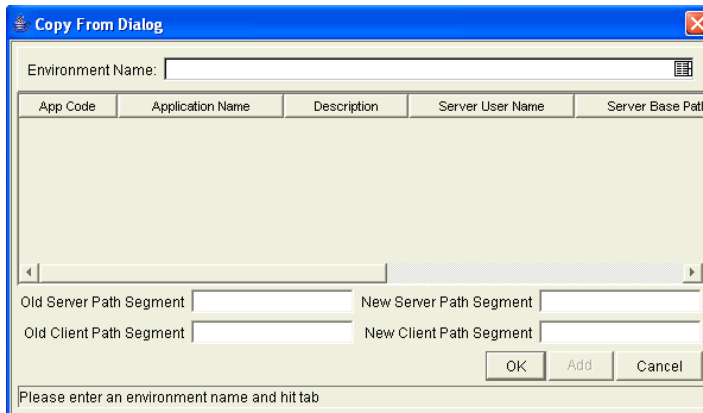 Copy From Dialog
Environment Name:
App Code Application Name Description Server User Name Server Base Pat
Old Server Path Segment New Server Path Segment
Old Client Path Segment New Client Path Segment
OK Add Cancel
Please enter an environment name and hit tab